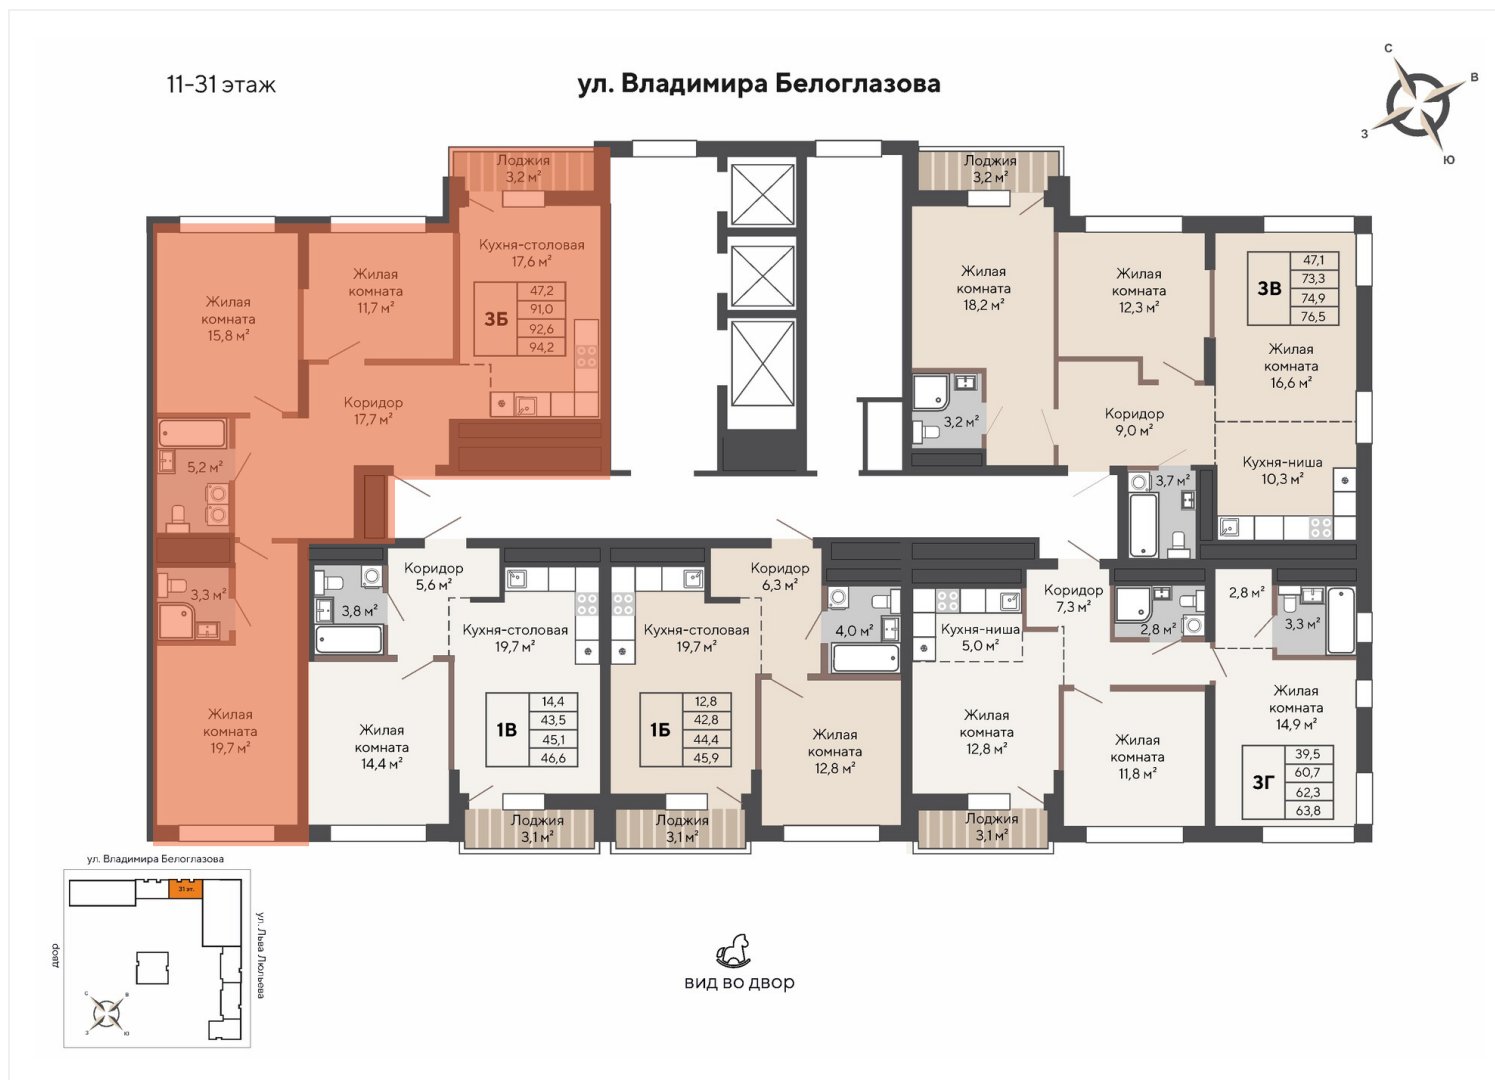 11-31 этаж
ул. Владимира Белоглазова
С
В
З
Ю
Лоджия
3,2 м²
Кухня-столовая
17,6 м²
3Б
47,2
91,0
92,6
94,2
Жилая
комната
11,7 м²
Жилая
комната
15,8 м²
Коридор
17,7 м²
5,2 м²
3,3 м²
Жилая
комната
19,7 м²
Лоджия
3,2 м²
Жилая
комната
18,2 м²
Жилая
комната
12,3 м²
3В
47,1
73,3
74,9
76,5
Жилая
комната
16,6 м²
3,2 м²
Коридор
9,0 м²
Кухня-ниша
10,3 м²
3,7 м²
3,8 м²
Коридор
5,6 м²
Кухня-столовая
19,7 м²
1В
14,4
43,5
45,1
46,6
Жилая
комната
14,4 м²
Лоджия
3,1 м²
Коридор
6,3 м²
Кухня-столовая
19,7 м²
4,0 м²
1Б
12,8
42,8
44,4
45,9
Жилая
комната
12,8 м²
Лоджия
3,1 м²
Коридор
7,3 м²
Кухня-ниша
5,0 м²
2,8 м²
2,8 м²
3,3 м²
Жилая
комната
12,8 м²
Жилая
комната
11,8 м²
Жилая
комната
14,9 м²
3Г
39,5
60,7
62,3
63,8
Лоджия
3,1 м²
ул. Владимира Белоглазова
31 эт.
двор
ул. Льва Люльева
С
В
З
Ю
вид во двор